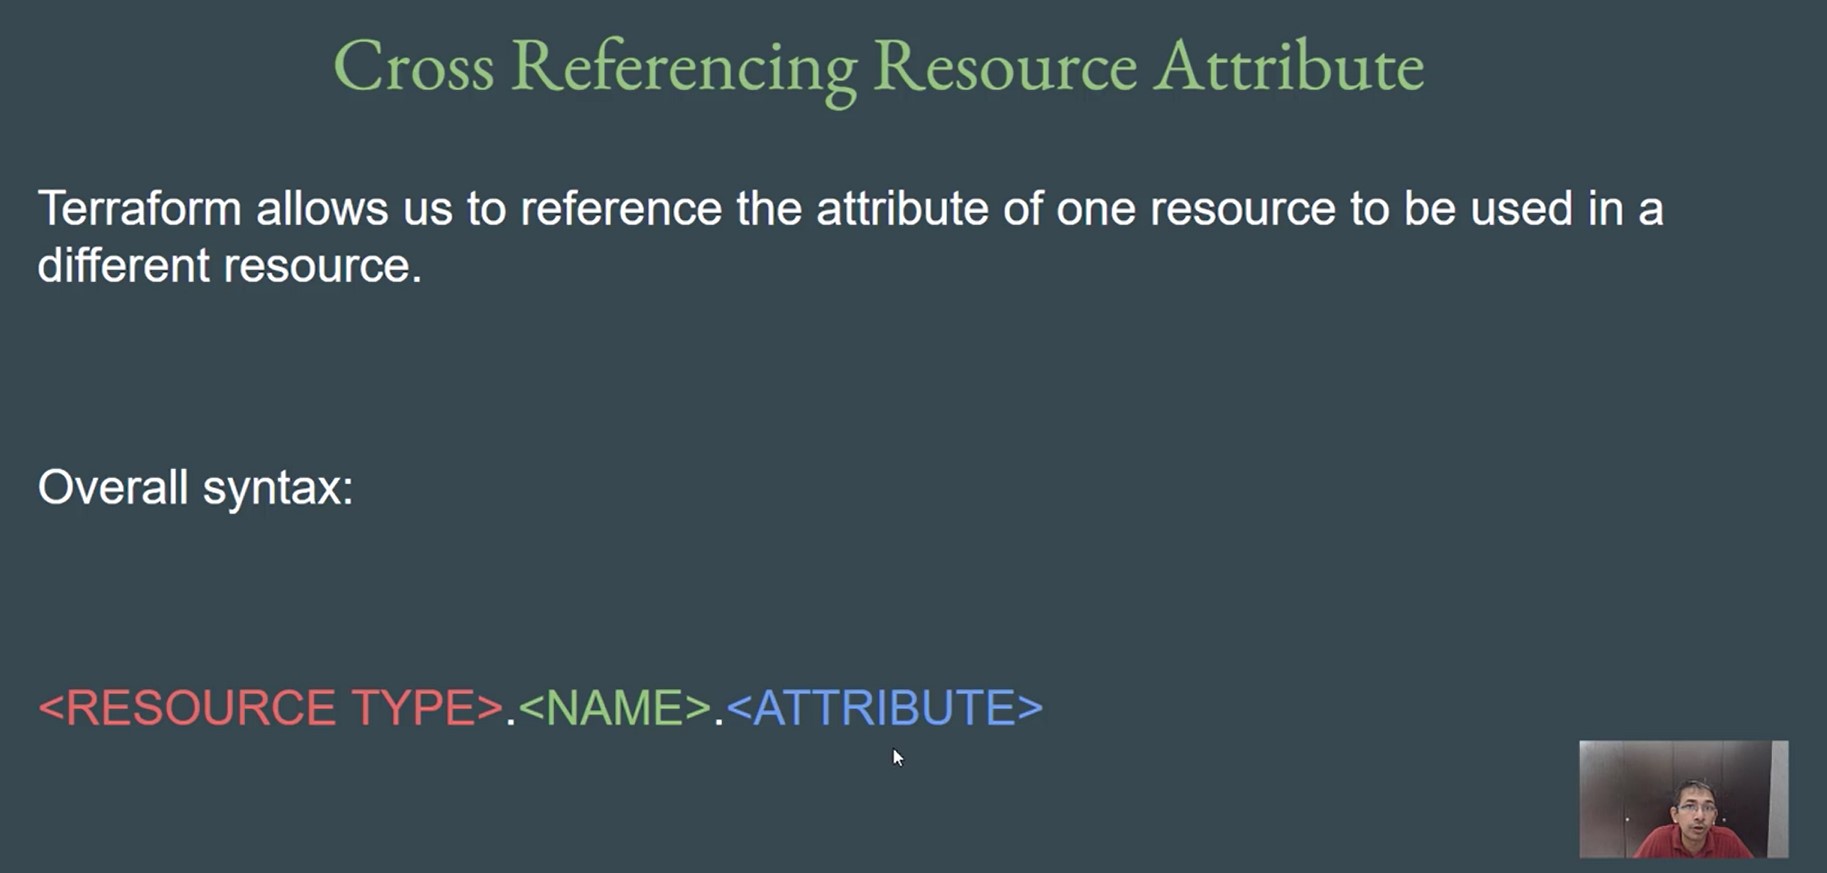 Cross Referencing Resource Attribute
Terraform allows us to reference the attribute of one resource to be used in a
different resource.
Overall syntax:
<RESOURCE TYPE>.<NAME>.<ATTRIBUTE>